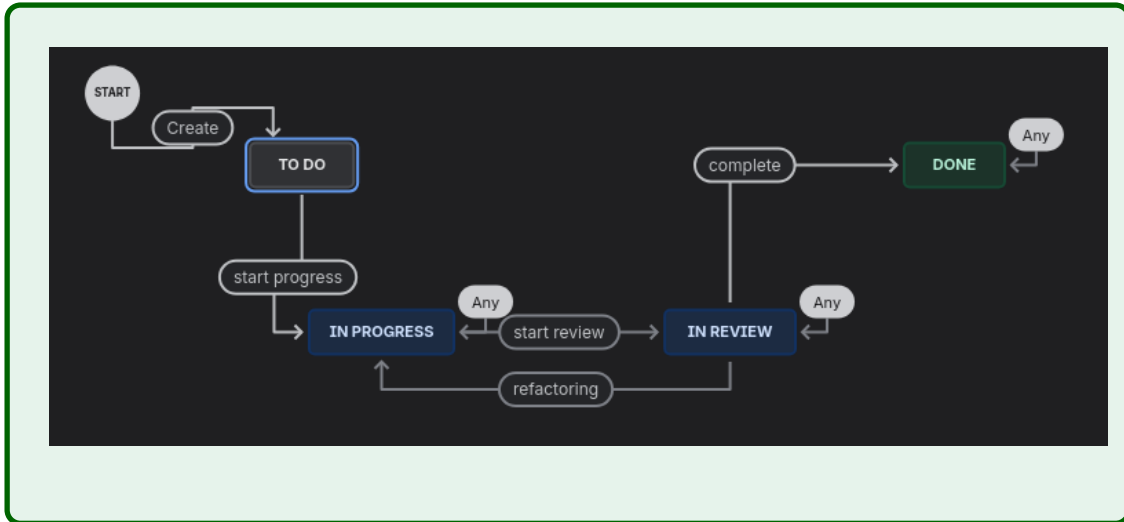 START
Create
TO DO
complete
DONE
Any
start progress
IN PROGRESS
Any
start review
IN REVIEW
Any
refactoring